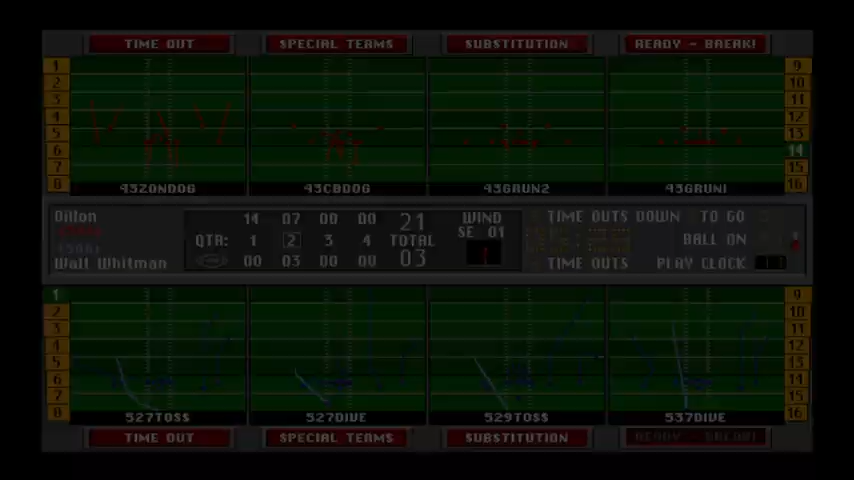 TIME OUT SPECIAL TEAMS SUBSTITUTION READY - BREAK!
1 9
2 10
3 11
4 12
5 13
6 14
7 15
8 16
43ZONDOG 43CBDOG 436RUN2 436RUN1
Dillon 14 07 00 00 21 WIND TIME OUTS DOWN TO GO
SE 01
QTR: 1 2 3 4 TOTAL BALL ON
Walt Whitman 00 03 00 00 03 TIME OUTS PLAY CLOCK
1 9
2 10
3 11
4 12
5 13
6 14
7 15
8 16
527TOSS 527DIVE 529TOSS 537DIVE
TIME OUT SPECIAL TEAMS SUBSTITUTION READY - BREAK!